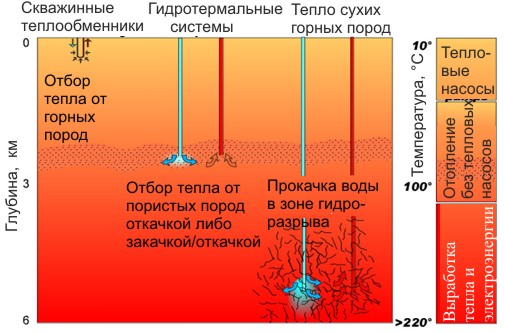 Скважинные
теплообменники
Гидротермальные
системы
Тепло сухих
горных пород
0
3
6
Глубина, км
Отбор
тепла от
горных
пород
Отбор тепла от
пористых пород
откачкой либо
закачкой/откачкой
Прокачка воды
в зоне гидро-
разрыва
10°
100°
>220°
Температура, °C
Тепло-
вые
насосы
Отопление
без тепловых
насосов
Выработка
тепла и
электроэнергии